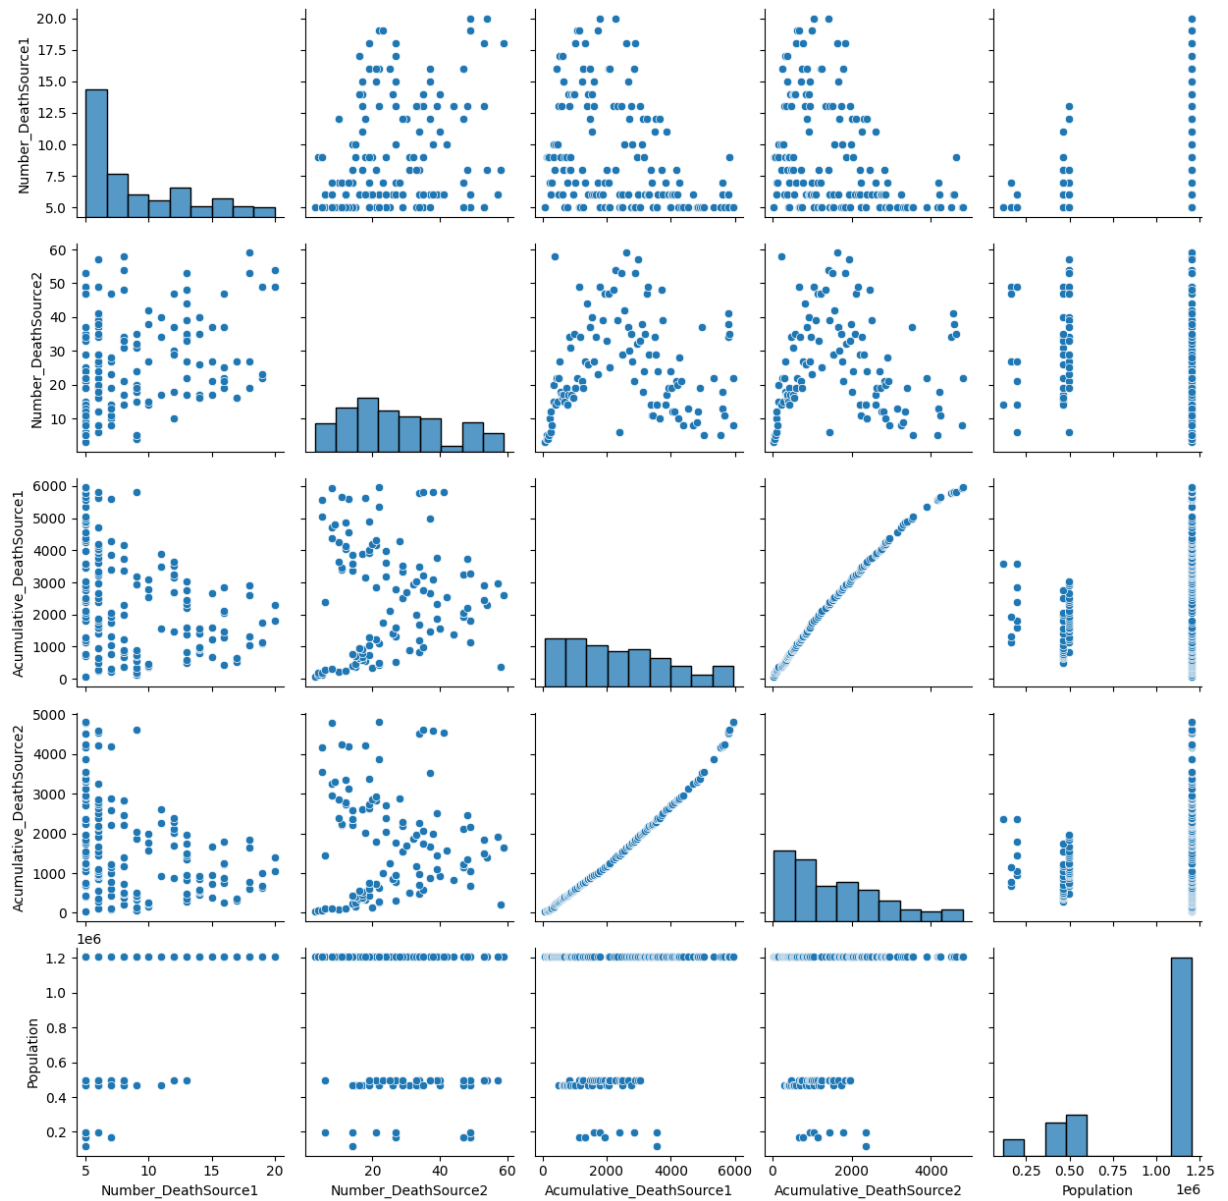 20.0
17.5
15.0
12.5
10.0
7.5
5.0
Number_DeathSource1
60
50
40
30
20
10
Number_DeathSource2
6000
5000
4000
3000
2000
1000
0
Acumulative_DeathSource1
5000
4000
3000
2000
1000
0
Acumulative_DeathSource2
1e6
1.2
1.0
0.8
0.6
0.4
0.2
Population
5 10 15 20
Number_DeathSource1
20 40 60
Number_DeathSource2
0 2000 4000 6000
Acumulative_DeathSource1
0 2000 4000
Acumulative_DeathSource2
0.25 0.50 1.00 1.25
Population
1e6